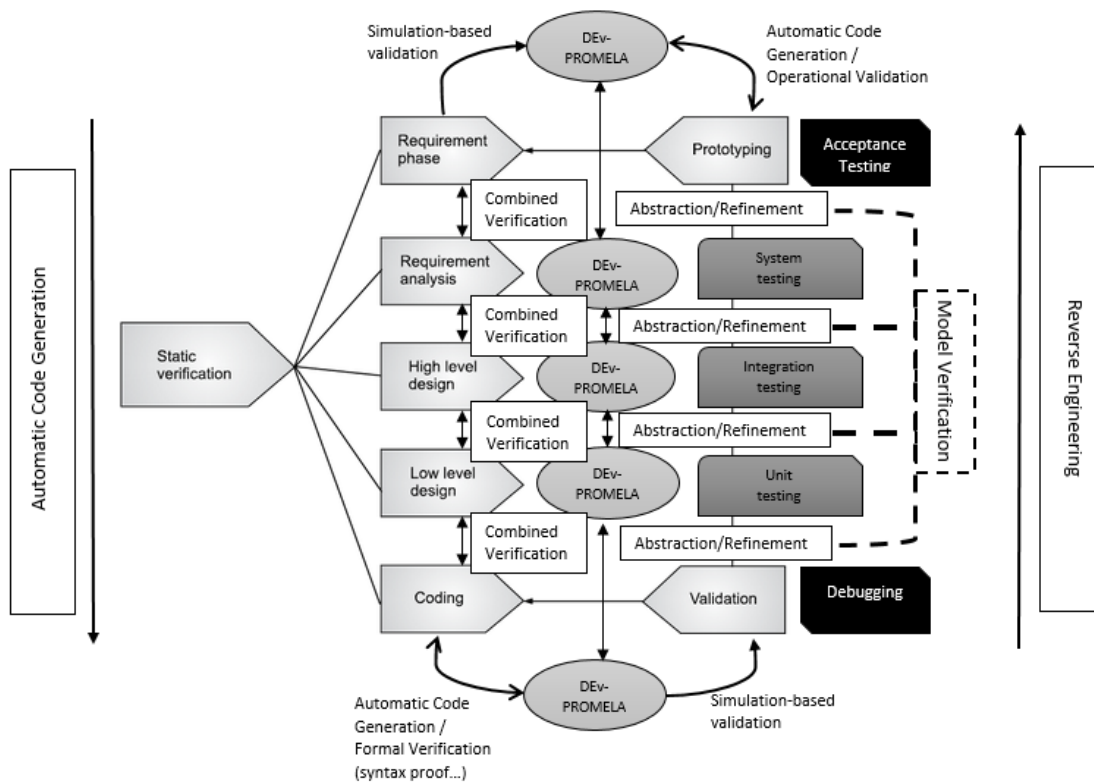 Simulation-based
validation
DEv-
PROMELA
Automatic Code
Generation /
Operational Validation
Requirement
phase
Prototyping
Acceptance
Testing
Combined
Verification
Abstraction/Refinement
Requirement
analysis
DEv-
PROMELA
System
testing
Combined
Verification
Abstraction/Refinement
Static
verification
High level
design
DEv-
PROMELA
Integration
testing
Combined
Verification
Abstraction/Refinement
Low level
design
DEv-
PROMELA
Unit
testing
Combined
Verification
Abstraction/Refinement
Coding
Validation
Debugging
DEv-
PROMELA
Automatic Code
Generation /
Formal Verification
(syntax proof...)
Simulation-based
validation
Automatic Code Generation
Model Verification
Reverse Engineering